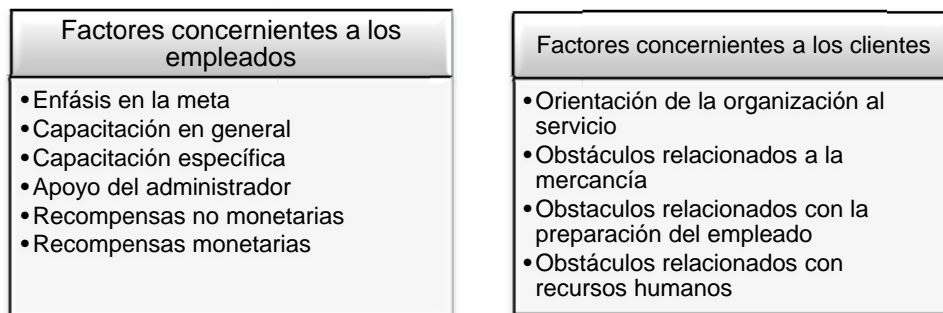 Factores concernientes a los
empleados
•Enfásis en la meta
•Capacitación en general
•Capacitación específica
•Apoyo del administrador
•Recompensas no monetarias
•Recompensas monetarias
Factores concernientes a los clientes
•Orientación de la organización al
servicio
•Obstáculos relacionados a la
mercancía
•Obstaculos relacionados con la
preparación del empleado
•Obstáculos relacionados con
recursos humanos